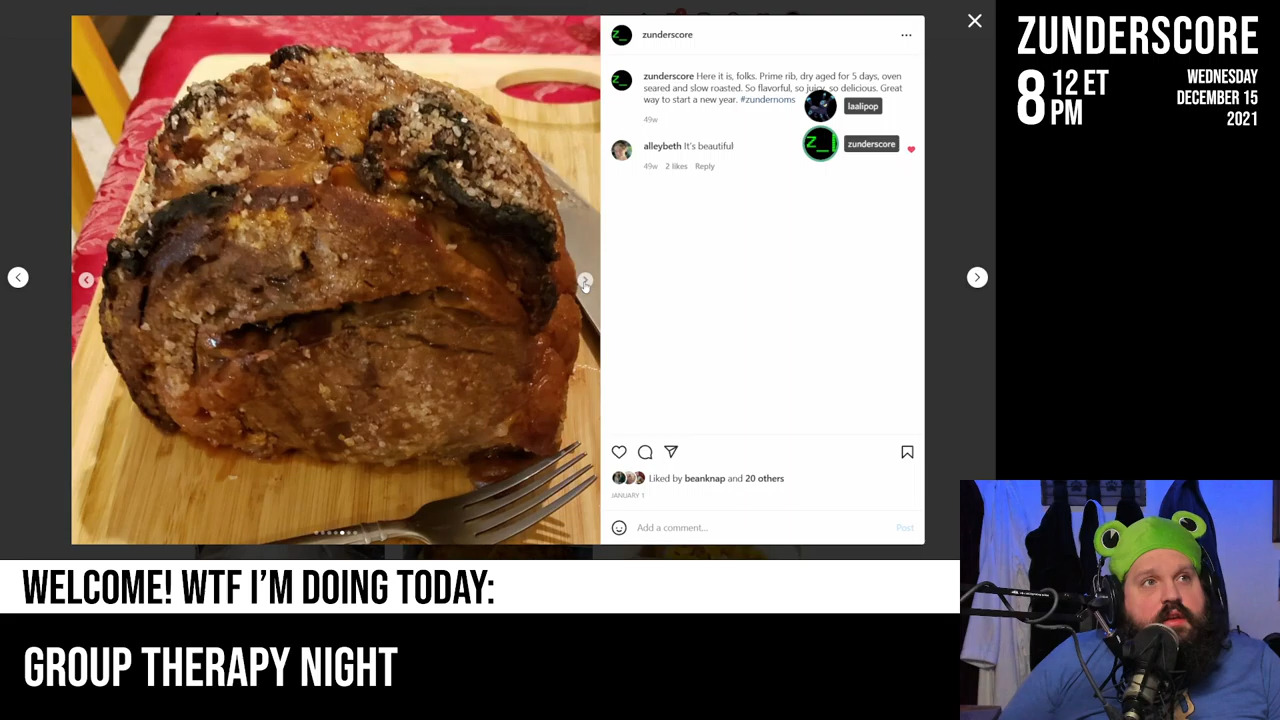 zunderscore
zunderscore Here it is, folks. Prime rib, dry aged for 5 days, oven
seared and slow roasted. So flavorful, so juicy, so delicious. Great
way to start a new year. #zundernoms
49w
laalipop
Z_
zunderscore
alleybeth It's beautiful
49w 2 likes Reply
Liked by beanknap and 20 others
JANUARY 1
Add a comment...
Post
ZUNDERSCORE
8 12 ET
PM
WEDNESDAY
DECEMBER 15
2021
WELCOME! WTF I'M DOING TODAY:
GROUP THERAPY NIGHT